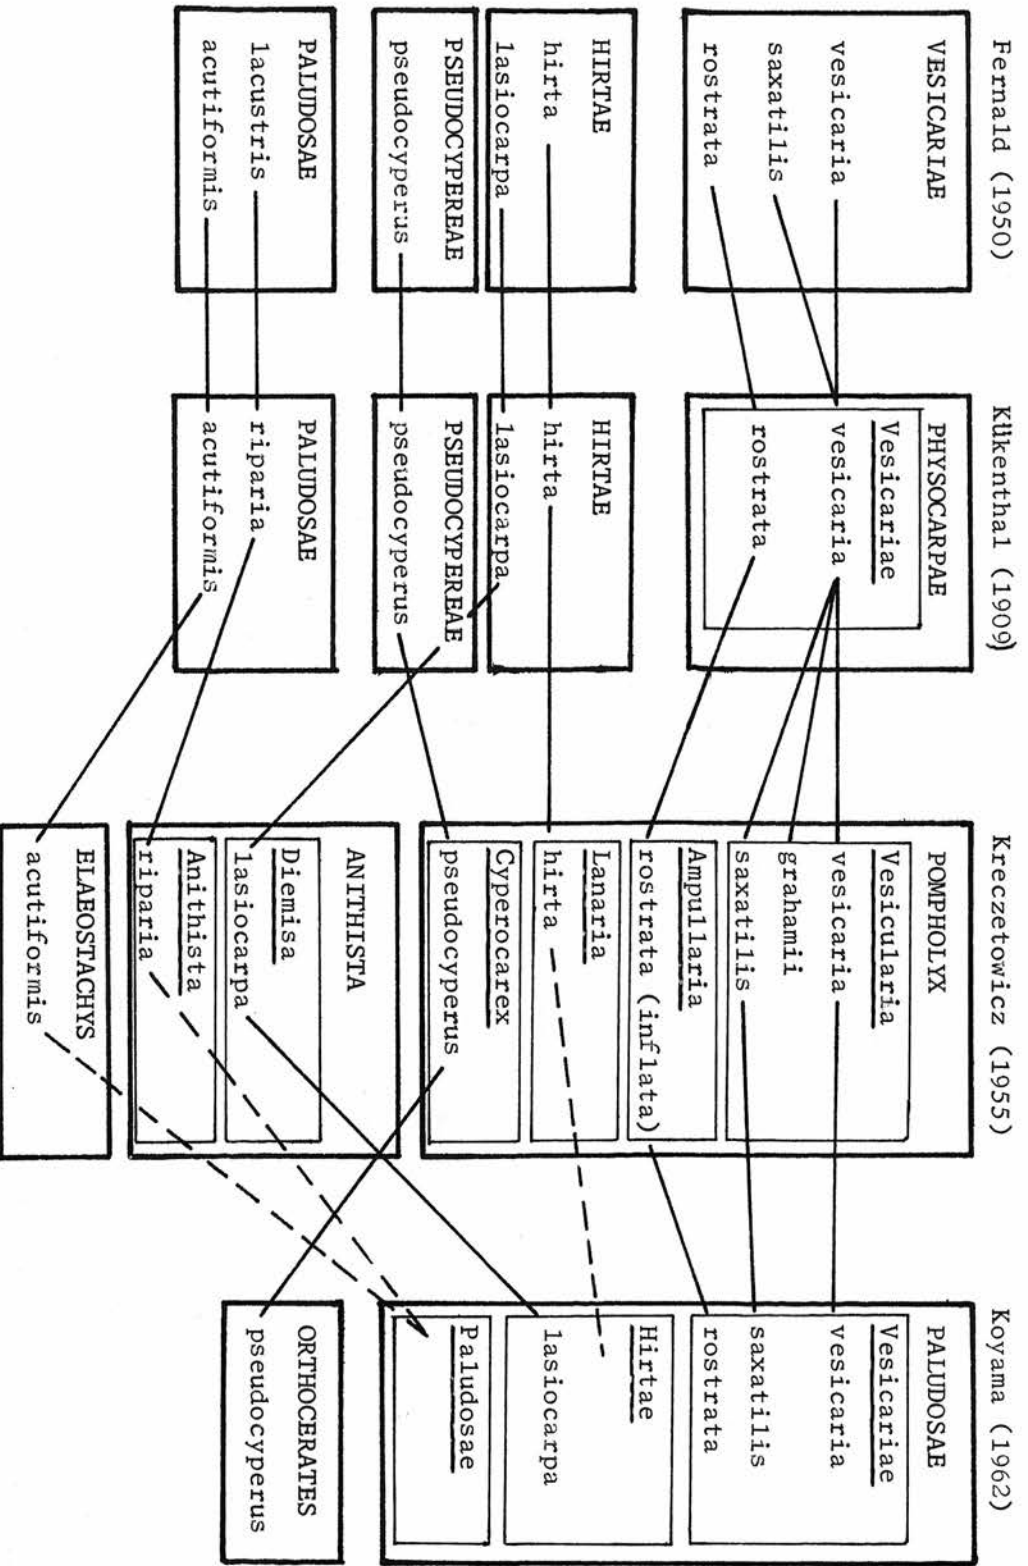 Fernald (1950)
VESICARIAE
vesicaria
saxatilis
rostrata
HIRTAE
hirta
lasiocarpa
PSEUDOCYPEREAE
pseudocyperus
PALUDOSAE
lacustris
acutiformis
Kükenthal (1909)
PHYSOCARPAE
Vesicariae
vesicaria
rostrata
HIRTAE
hirta
lasiocarpa
PSEUDOCYPEREAE
pseudocyperus
PALUDOSAE
riparia
acutiformis
Kreczetowicz (1955)
POMPHOLYX
Vesicularia
vesicaria
grahamii
saxatilis
Ampullaria
rostrata (inflata)
Lanaria
hirta
Cyperocarex
pseudocyperus
ANITHISTA
Diemisa
lasiocarpa
Anithista
riparia
ELAEOSTACHYS
acutiformis
Koyama (1962)
PALUDOSAE
Vesicariae
vesicaria
saxatilis
rostrata
Hirtae
lasiocarpa
Paludosae
ORTHOCERATES
pseudocyperus